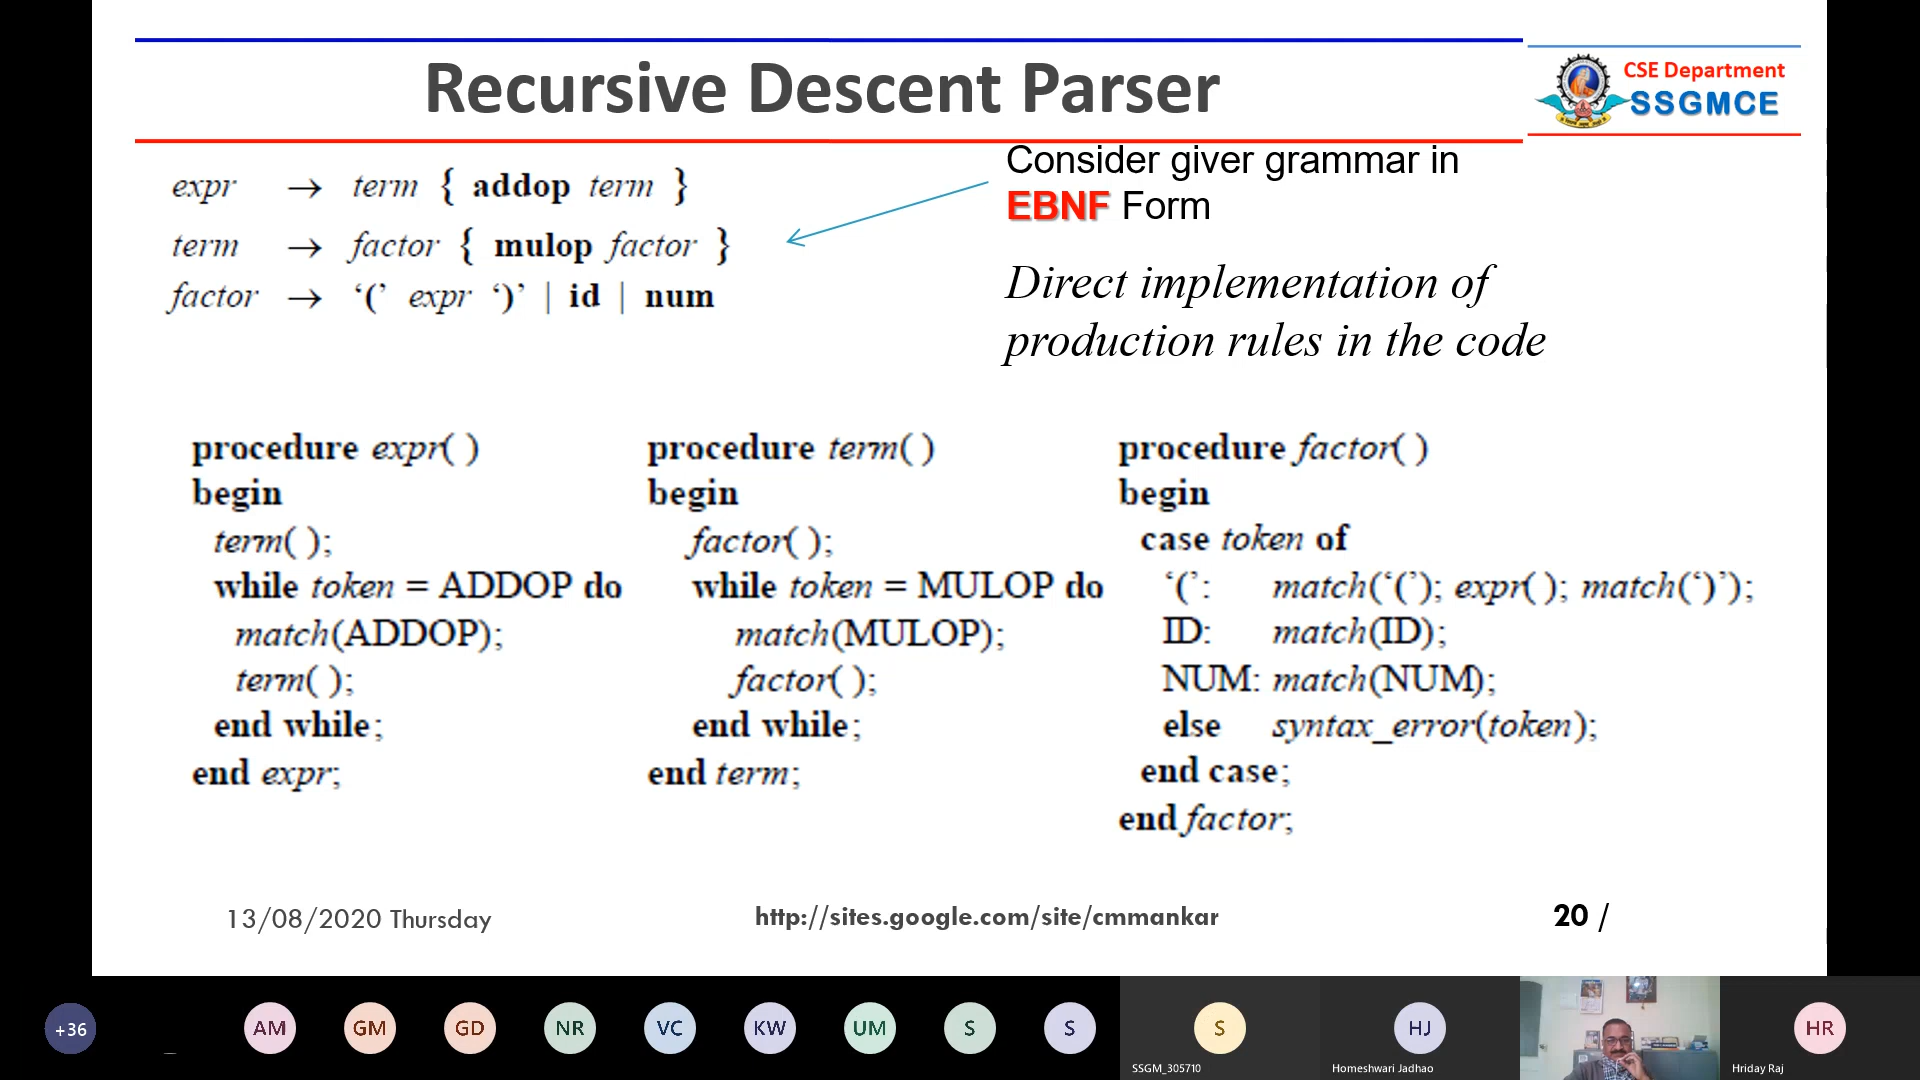 Recursive Descent Parser
CSE Department
SSGMCE
expr → term { addop term }
term → factor { mulop factor }
factor → ‘(’ expr ‘)’ | id | num
Consider giver grammar in
EBNF Form
Direct implementation of
production rules in the code
procedure expr( )
begin
term( );
while token = ADDOP do
match(ADDOP);
term( );
end while;
end expr;
procedure term( )
begin
factor( );
while token = MULOP do
match(MULOP);
factor( );
end while;
end term;
procedure factor( )
begin
case token of
‘(’: match(‘(’); expr( ); match(‘)’);
ID: match(ID);
NUM: match(NUM);
else syntax_error(token);
end case;
end factor;
13/08/2020 Thursday
http://sites.google.com/site/cmmankar
20 /
+36
AM
GM
GD
NR
VC
KW
UM
S
S
S
SSGM_305710
HJ
Homeshwari Jadhao
HR
Hriday Raj